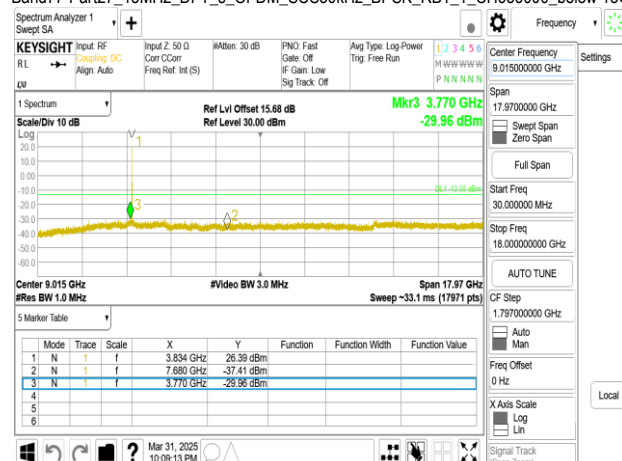 Spectrum Analyzer 1
Swept SA
Frequency
KEYSIGHT
RL
Input: RF
Coupling: DC
Align: Auto
Input Z: 50 Ω
Corr CCorr
Freq Ref: Int (S)
#Atten: 30 dB
PNO: Fast
Gate: Off
IF Gain: Low
Sig Track: Off
Avg Type: Log-Power
Trig: Free Run
1 2 3 4 5 6
M W W W W W
P N N N N N
Center Frequency
9.015000000 GHz
Settings
1 Spectrum
Scale/Div 10 dB
Ref Lvl Offset 15.68 dB
Ref Level 30.00 dBm
Mkr3 3.770 GHz
-29.96 dBm
Span
17.9700000 GHz
Swept Span
Zero Span
Full Span
Start Freq
30.000000 MHz
Stop Freq
18.000000000 GHz
AUTO TUNE
CF Step
1.797000000 GHz
Auto
Man
Freq Offset
0 Hz
X Axis Scale
Log
Lin
Local
Signal Track
Log
20.0
10.0
0.00
-10.0
-20.0
-30.0
-40.0
-50.0
-60.0
1
2
3
DL1 -13.00 dBm
Center 9.015 GHz
#Res BW 1.0 MHz
#Video BW 3.0 MHz
Span 17.97 GHz
Sweep ~33.1 ms (17971 pts)
5 Marker Table
Mode Trace Scale X Y Function Function Width Function Value
1 N 1 f 3.834 GHz 26.39 dBm
2 N 1 f 7.680 GHz -37.41 dBm
3 N 1 f 3.770 GHz -29.96 dBm
4
5
6
Mar 31, 2025
10:09:13 PM